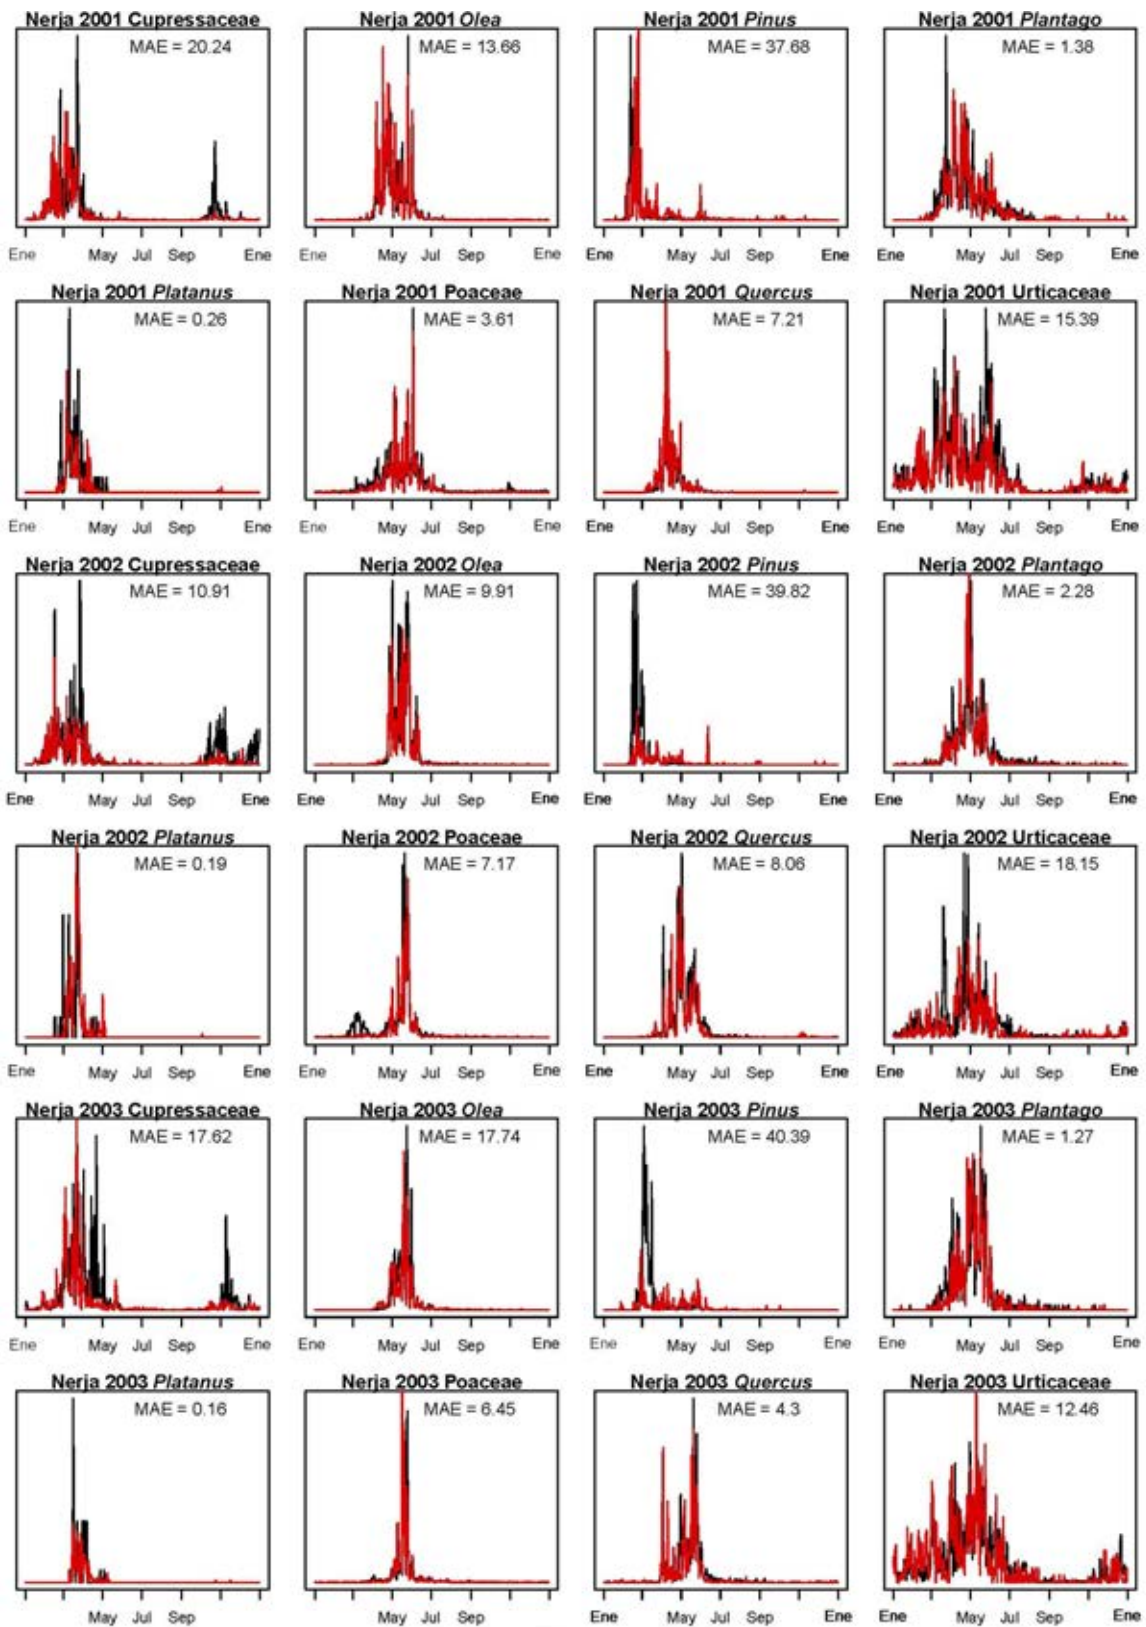 Nerja 2001 Cupressaceae Nerja 2001 Olea Nerja 2001 Pinus Nerja 2001 Plantago
MAE = 20.24 MAE = 13.66 MAE = 37.68 MAE = 1.38
Ene May Jul Sep Ene Ene May Jul Sep Ene Ene May Jul Sep Ene Ene May Jul Sep Ene
Nerja 2001 Platanus Nerja 2001 Poaceae Nerja 2001 Quercus Nerja 2001 Urticaceae
MAE = 0.26 MAE = 3.61 MAE = 7.21 MAE = 15.39
Ene May Jul Sep Ene Ene May Jul Sep Ene Ene May Jul Sep Ene Ene May Jul Sep Ene
Nerja 2002 Cupressaceae Nerja 2002 Olea Nerja 2002 Pinus Nerja 2002 Plantago
MAE = 10.91 MAE = 9.91 MAE = 39.82 MAE = 2.28
Ene May Jul Sep Ene Ene May Jul Sep Ene Ene May Jul Sep Ene Ene May Jul Sep Ene
Nerja 2002 Platanus Nerja 2002 Poaceae Nerja 2002 Quercus Nerja 2002 Urticaceae
MAE = 0.19 MAE = 7.17 MAE = 8.06 MAE = 18.15
Ene May Jul Sep Ene Ene May Jul Sep Ene Ene May Jul Sep Ene Ene May Jul Sep Ene
Nerja 2003 Cupressaceae Nerja 2003 Olea Nerja 2003 Pinus Nerja 2003 Plantago
MAE = 17.62 MAE = 17.74 MAE = 40.39 MAE = 1.27
Ene May Jul Sep Ene Ene May Jul Sep Ene Ene May Jul Sep Ene Ene May Jul Sep Ene
Nerja 2003 Platanus Nerja 2003 Poaceae Nerja 2003 Quercus Nerja 2003 Urticaceae
MAE = 0.16 MAE = 6.45 MAE = 4.3 MAE = 12.46
May Jul Sep May Jul Sep Ene May Jul Sep Ene Ene May Jul Sep Ene